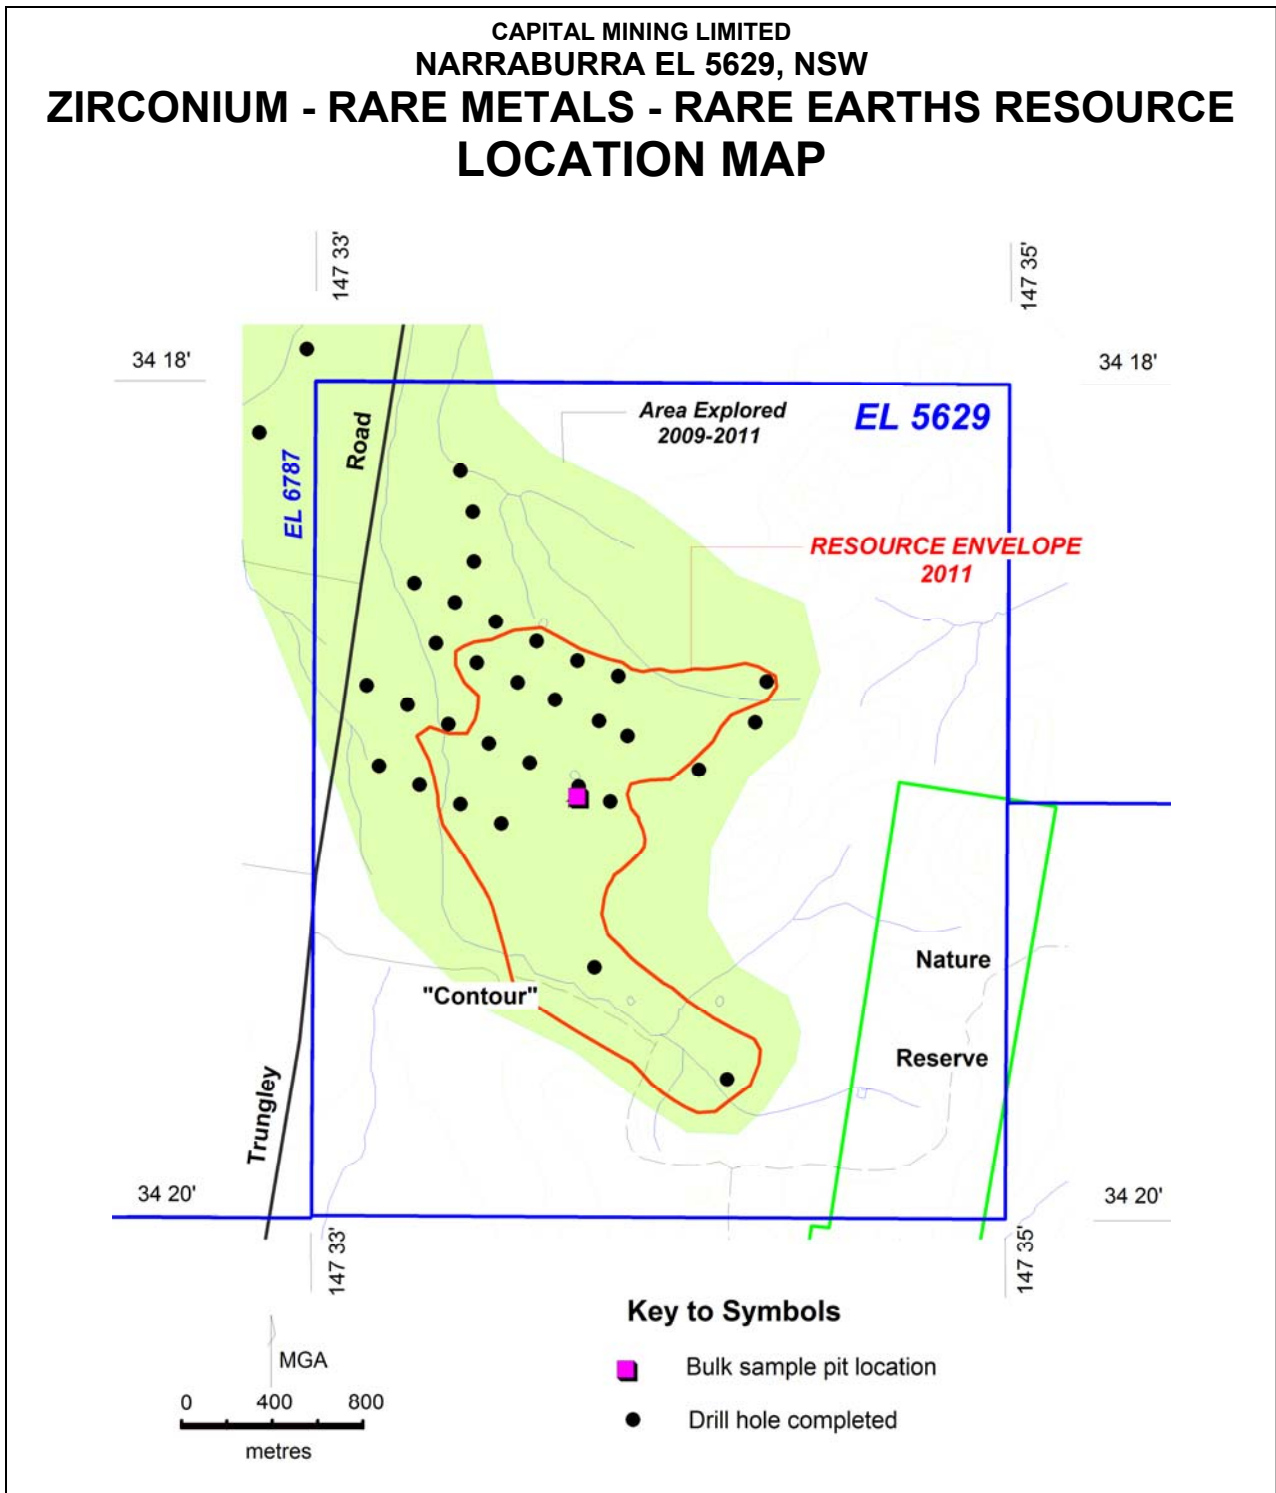 CAPITAL MINING LIMITED
NARRABURRA EL 5629, NSW
ZIRCONIUM - RARE METALS - RARE EARTHS RESOURCE
LOCATION MAP
147 33'
147 35'
34 18'
34 18'
Area Explored
2009-2011
EL 5629
Road
EL 6787
RESOURCE ENVELOPE
2011
Nature
"Contour"
Reserve
Trungley
34 20'
34 20'
147 33'
147 35'
Key to Symbols
MGA
Bulk sample pit location
0 400 800
Drill hole completed
metres